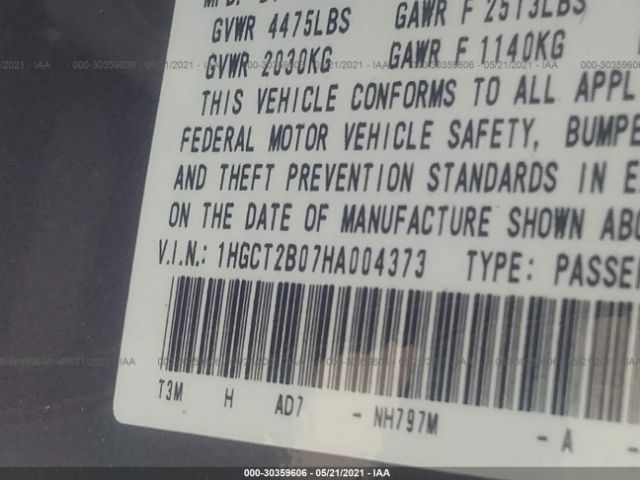 GVWR 4475LBS GAWR F 2513LBS
GVWR 2030KG GAWR F 1140KG
THIS VEHICLE CONFORMS TO ALL APPL
FEDERAL MOTOR VEHICLE SAFETY, BUMPE
AND THEFT PREVENTION STANDARDS IN E
ON THE DATE OF MANUFACTURE SHOWN ABO
V.I.N.: 1HGCT2B07HA004373 TYPE: PASSE
T3M H AD7 - NH797M - A
000-30359606 - 05/21/2021 - IAA